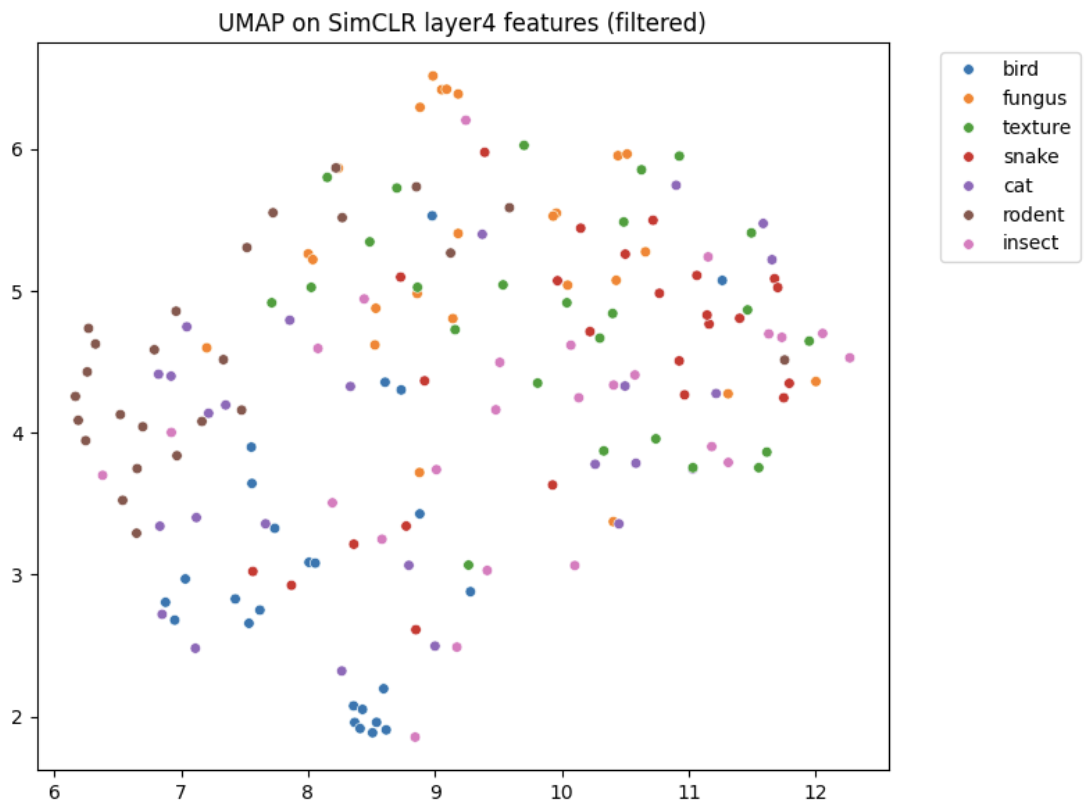 UMAP on SimCLR layer4 features (filtered)
bird
fungus
texture
snake
cat
rodent
insect
6
5
4
3
2
6 7 8 9 10 11 12